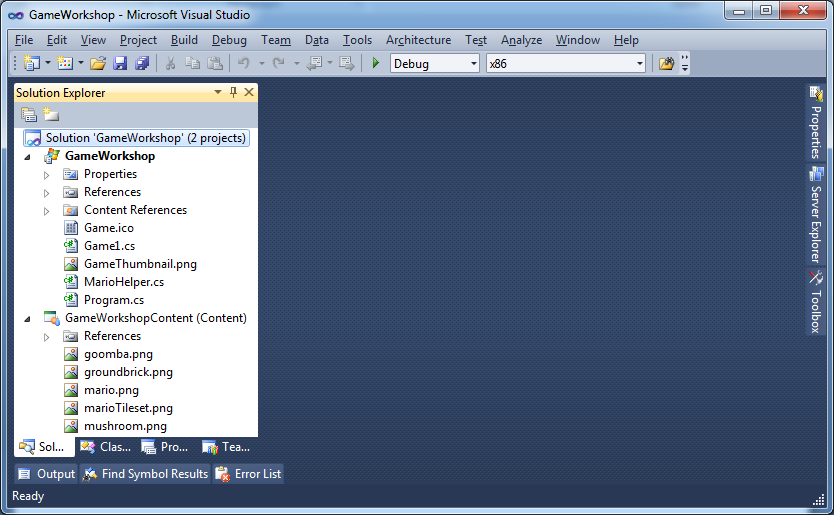 GameWorkshop - Microsoft Visual Studio
File Edit View Project Build Debug Team Data Tools Architecture Test Analyze Window Help
Debug x86
Solution Explorer
Solution 'GameWorkshop' (2 projects)
GameWorkshop
Properties
References
Content References
Game.ico
Game1.cs
GameThumbnail.png
MarioHelper.cs
Program.cs
GameWorkshopContent (Content)
References
goomba.png
groundbrick.png
mario.png
marioTileset.png
mushroom.png
Sol... Clas... Pro... Tea...
Properties
Server Explorer
Toolbox
Output Find Symbol Results Error List
Ready